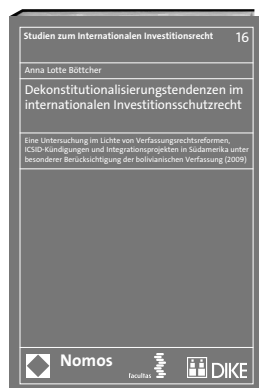 Studien zum Internationalen Investitionsrecht 16
Anna Lotte Böttcher
Dekonstitutionalisierungstendenzen im
internationalen Investitionsschutzrecht
Eine Untersuchung im Lichte von Verfassungsrechtsreformen,
ICSID-Kündigungen und Integrationsprojekten in Südamerika unter
besonderer Berücksichtigung der bolivianischen Verfassung (2009)
Nomos
facultas
DIKE